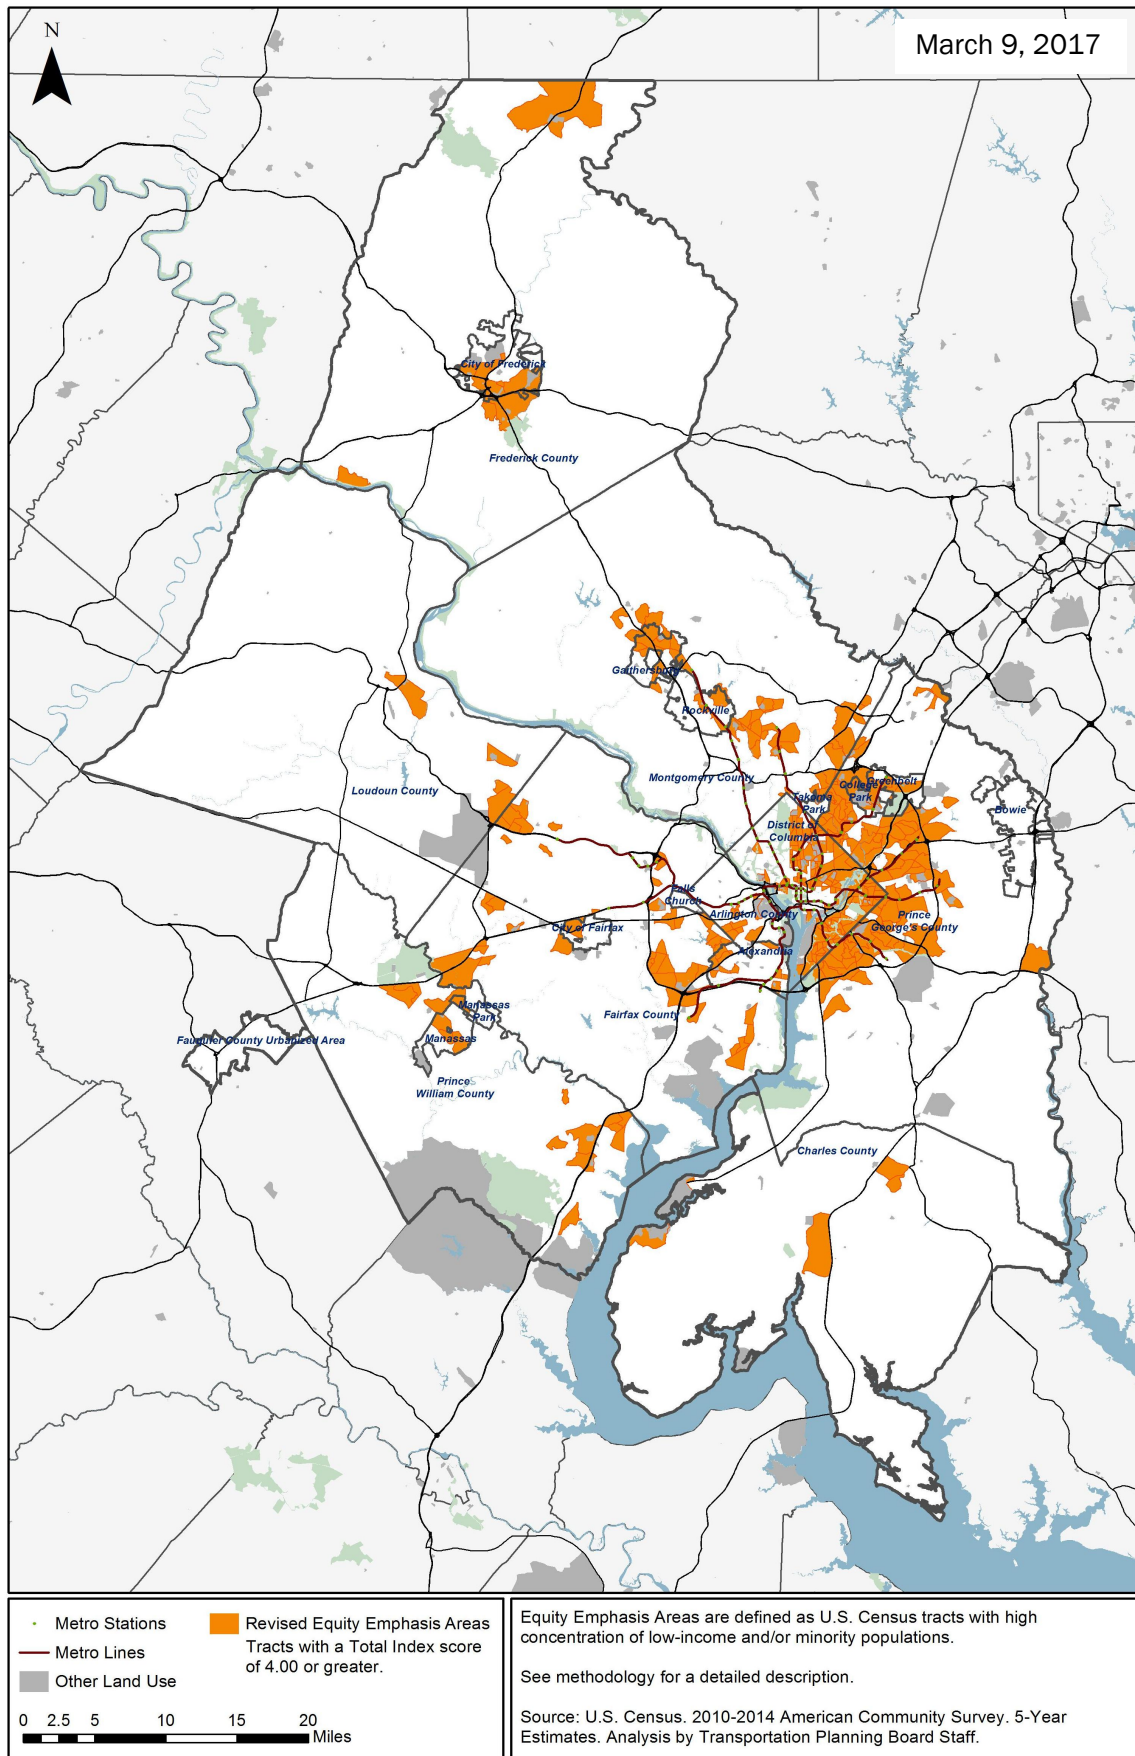 N
March 9, 2017
City of Frederick
Frederick County
Gaithersburg
Rockville
Montgomery County
Loudoun County
Greenbelt
College
Park
Takoma
Park
Bowie
District of
Columbia
Falls
Church
Arlington County
Prince
George's County
City of Fairfax
Alexandria
Fairfax County
Manassas
Park
Manassas
Fauquier County Urbanized Area
Prince
William County
Charles County
Metro Stations
Metro Lines
Other Land Use
Revised Equity Emphasis Areas
Tracts with a Total Index score
of 4.00 or greater.
0 2.5 5 10 15 20
Miles
Equity Emphasis Areas are defined as U.S. Census tracts with high
concentration of low-income and/or minority populations.
See methodology for a detailed description.
Source: U.S. Census. 2010-2014 American Community Survey. 5-Year
Estimates. Analysis by Transportation Planning Board Staff.